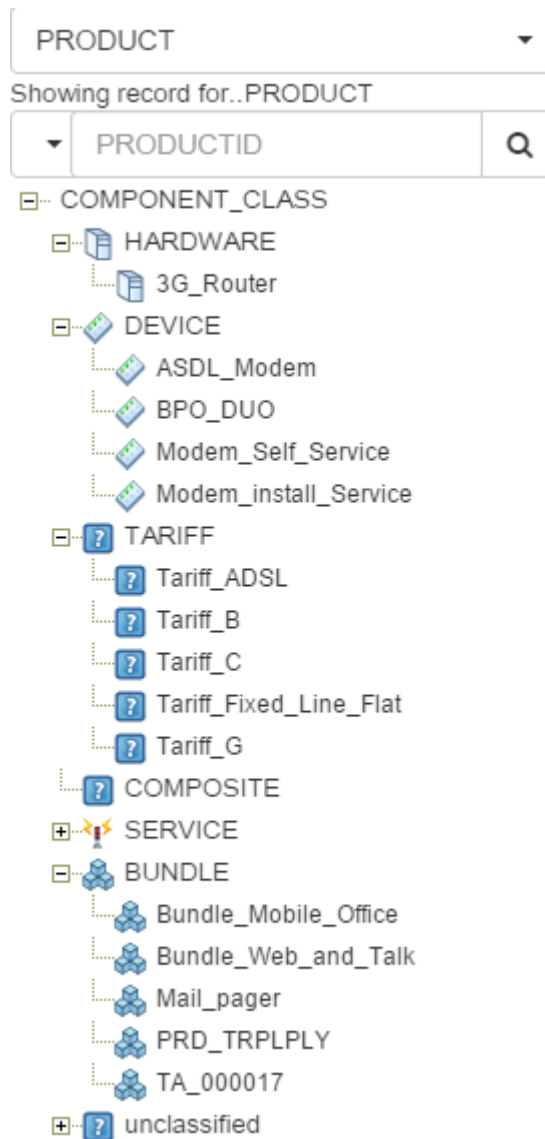 PRODUCT
Showing record for..PRODUCT
PRODUCTID
COMPONENT_CLASS
HARDWARE
3G_Router
DEVICE
ASDL_Modem
BPO_DUO
Modem_Self_Service
Modem_install_Service
TARIFF
Tariff_ADSL
Tariff_B
Tariff_C
Tariff_Fixed_Line_Flat
Tariff_G
COMPOSITE
SERVICE
BUNDLE
Bundle_Mobile_Office
Bundle_Web_and_Talk
Mail_pager
PRD_TRPLPLY
TA_000017
unclassified